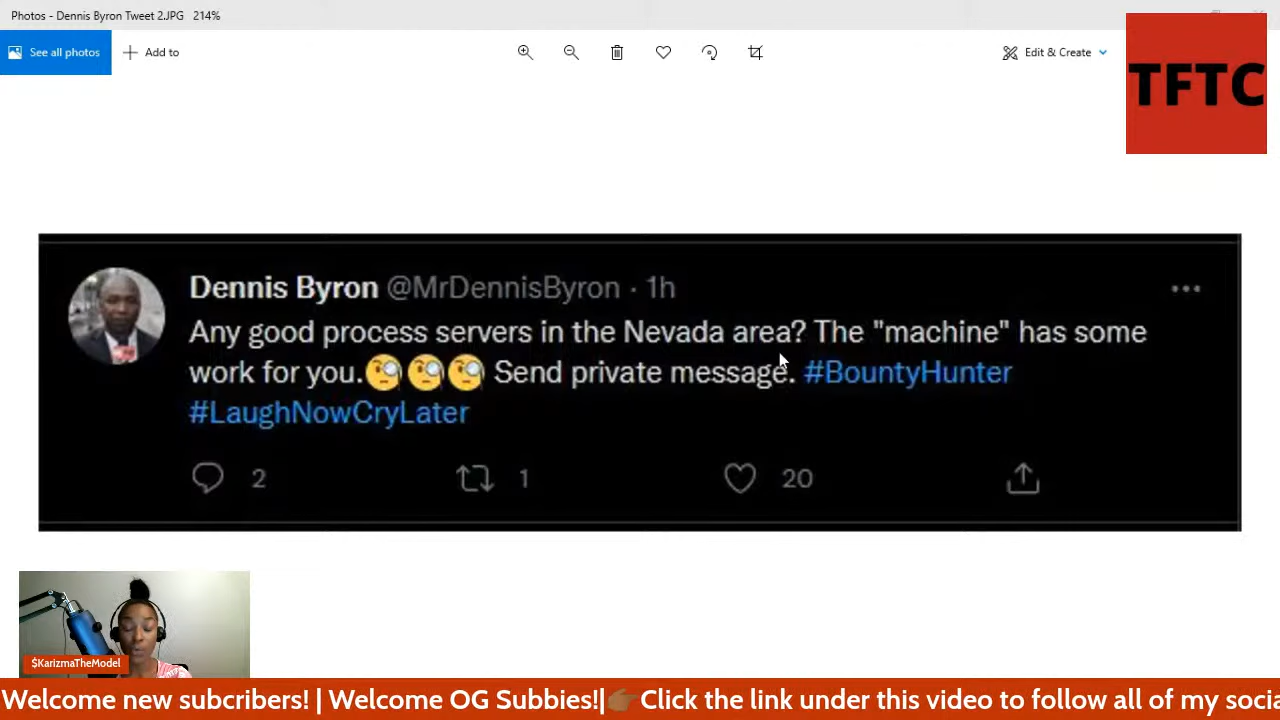 Photos - Dennis Byron Tweet 2.JPG 214%
See all photos
Add to
Edit & Create
TFTC
Dennis Byron @MrDennisByron · 1h
Any good process servers in the Nevada area? The "machine" has some
work for you.🧐🧐🧐 Send private message. #BountyHunter
#LaughNowCryLater
2 1 20
$KarizmaTheModel
Welcome new subcribers! | Welcome OG Subbies!|👉🏾Click the link under this video to follow all of my socia